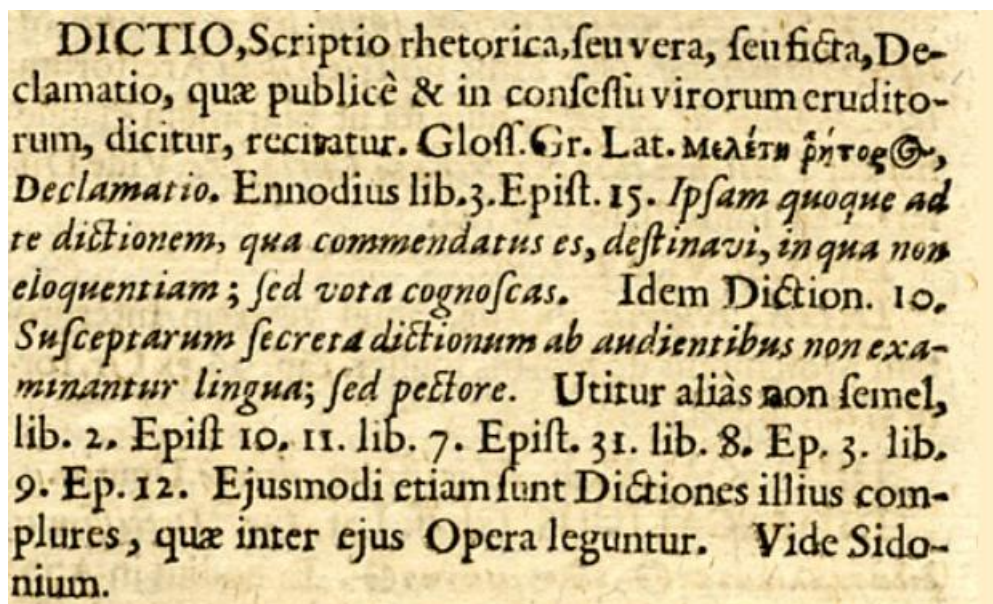 DICTIO, Scriptio rhetorica, ſeu vera, ſeu ficta, De-
clamatio, quæ publicè & in conſeſſu virorum erudito-
rum, dicitur, recitatur. Gloſſ. Gr. Lat. Μελέτη ῥήτορος,
Declamatio. Ennodius lib. 3. Epiſt. 15. Ipſam quoque ad
te dictionem, qua commendatus es, deſtinavi, in qua non
eloquentiam; ſed vota cognoſcas. Idem Diction. 10.
Suſceptarum ſecreta dictionum ab audientibus non exa-
minantur lingua; ſed pectore. Utitur aliàs non ſemel,
lib. 2. Epiſt 10. 11. lib. 7. Epiſt. 31. lib. 8. Ep. 3. lib.
9. Ep. 12. Ejusmodi etiam ſunt Dictiones illius com-
plures, quæ inter ejus Opera leguntur. Vide Sido-
nium.